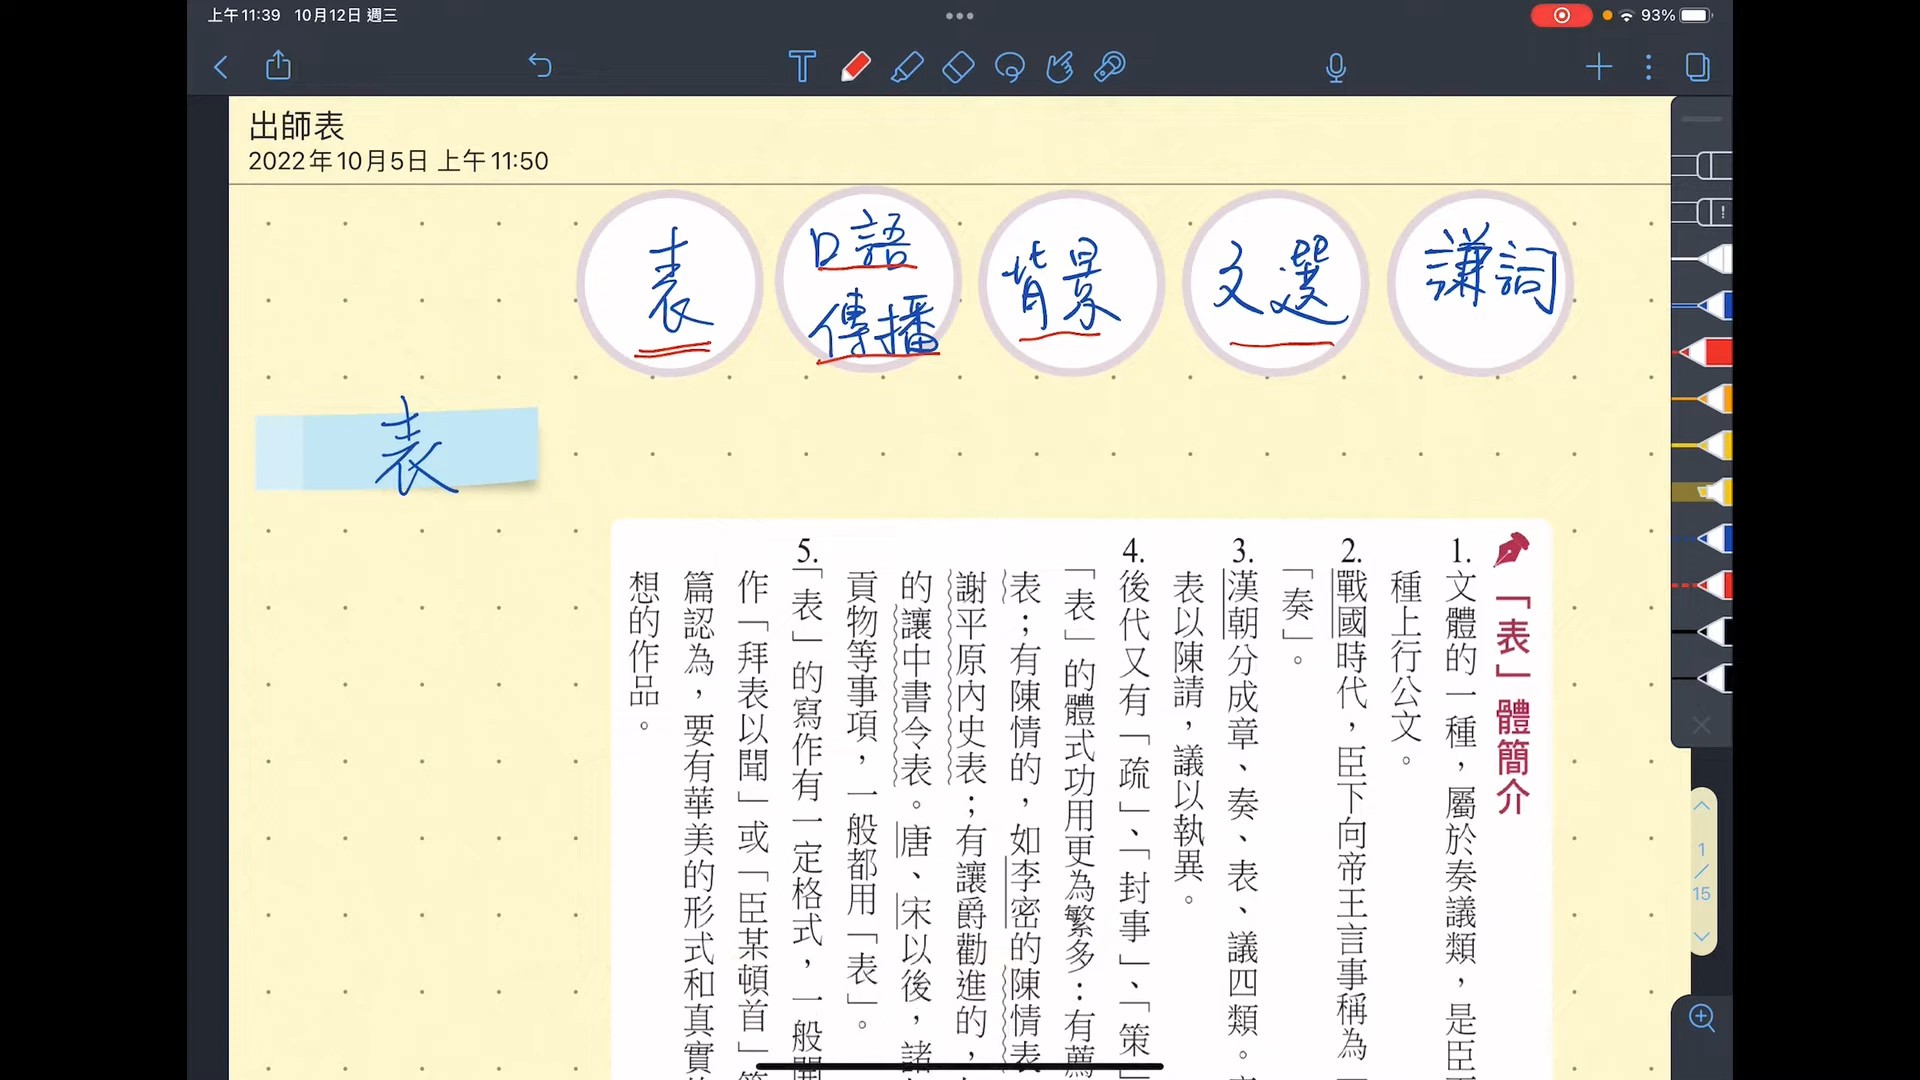 上午11:39 10月12日 週三
93%
出師表
2022年10月5日 上午11:50
表
口語
傳播
背景
文選
謙詞
表
「表」體簡介
1. 文體的一種，屬於奏議類，是臣
種上行公文。
2. 戰國時代，臣下向帝王言事稱為
「奏」。
3. 漢朝分成章、奏、表、議四類。
表以陳請，議以執異。
4. 後代又有「疏」、「封事」、「策」
「表」的體式功用更為繁多：有薦
表；有陳情的，如李密的陳情表
謝平原內史表；有讓爵勸進的，
的讓中書令表。唐、宋以後，諸
貢物等事項，一般都用「表」。
5. 「表」的寫作有一定格式，一般開
作「拜表以聞」或「臣某頓首」等
篇認為，要有華美的形式和真實
想的作品。
1
/
15